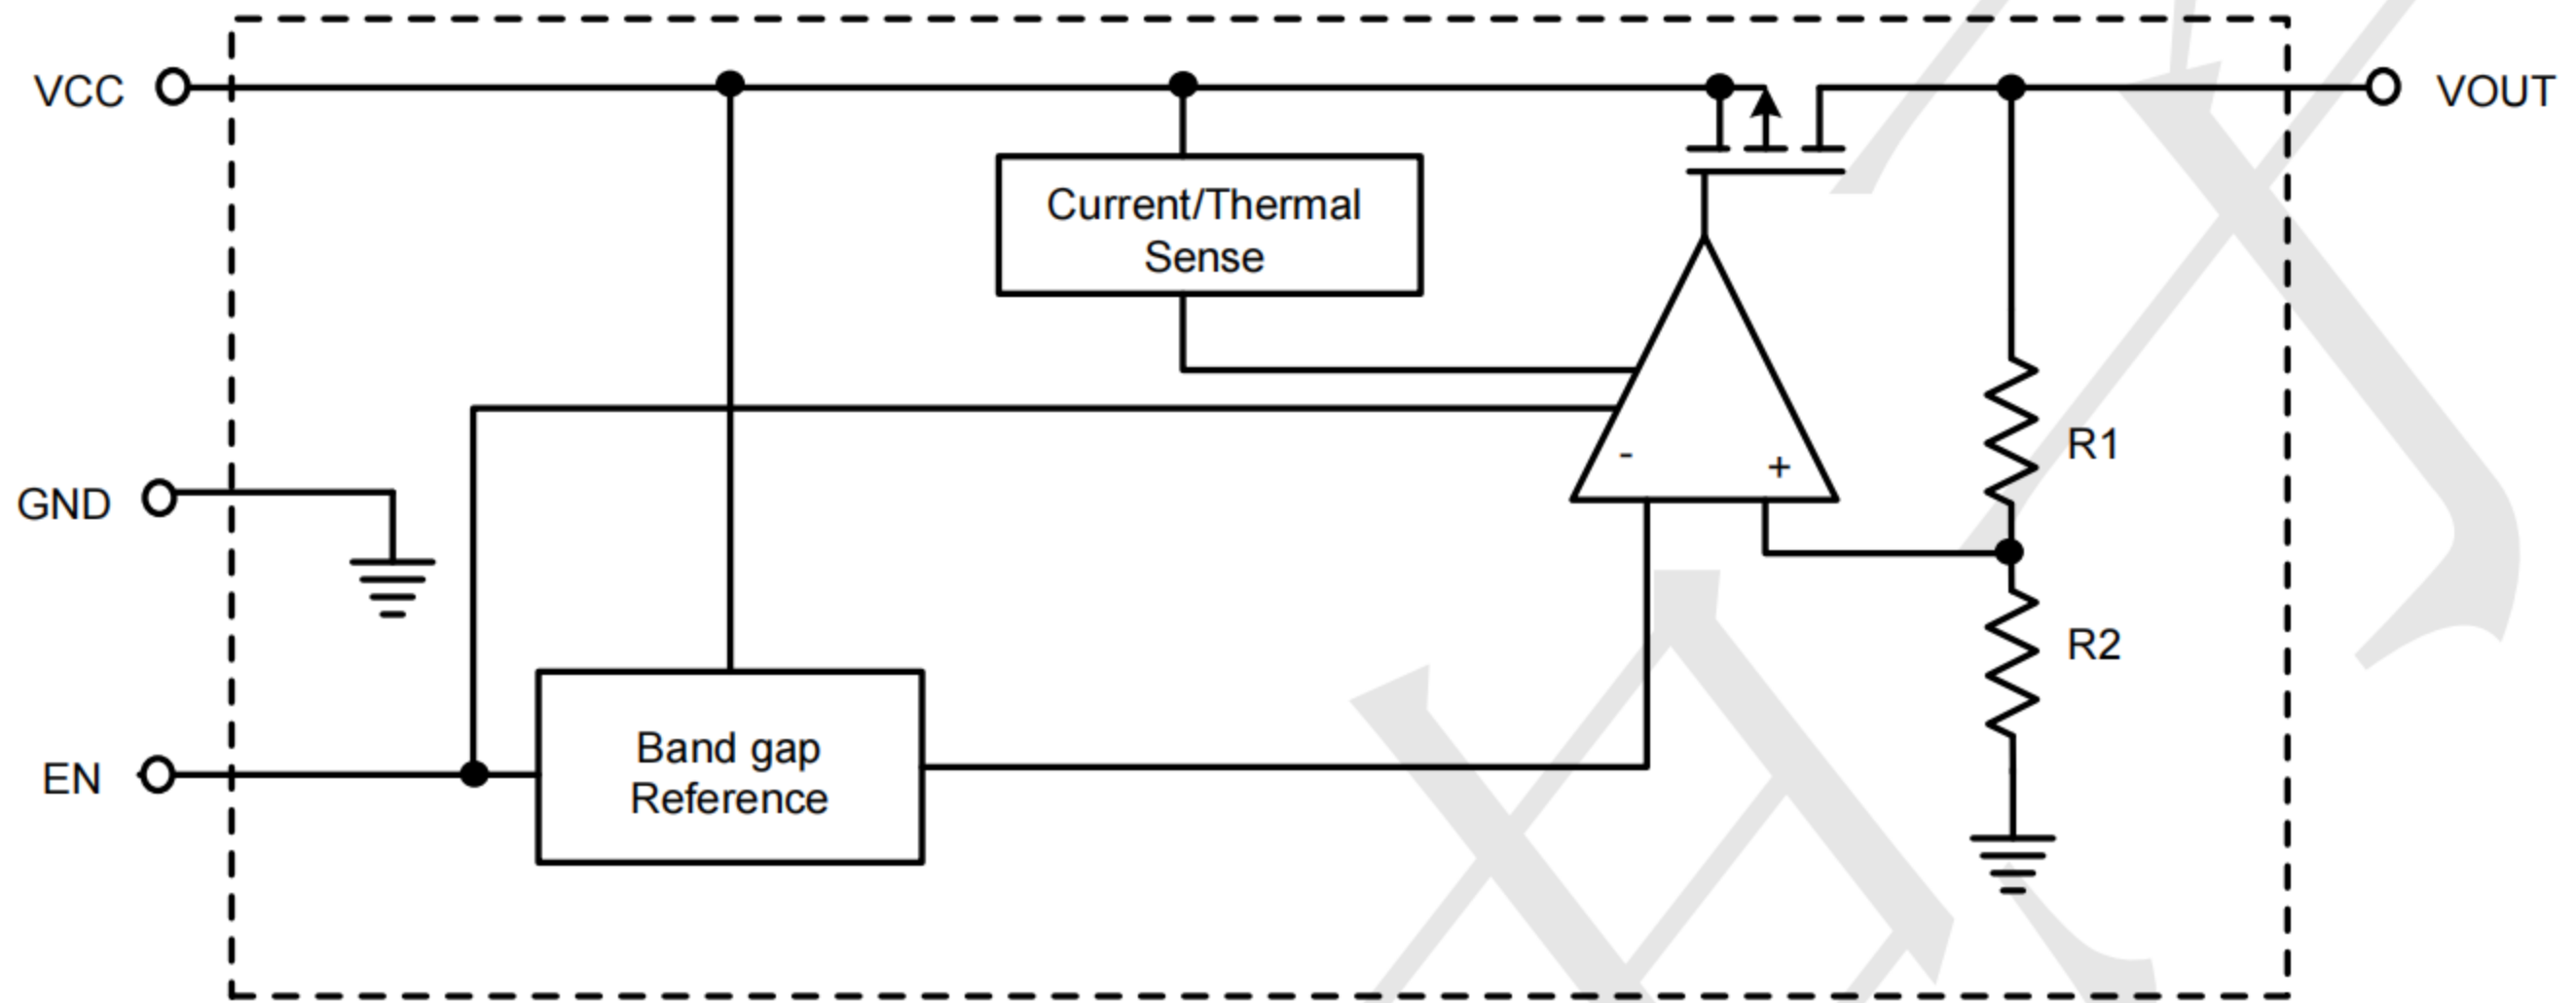 VCC
VOUT
Current/Thermal
Sense
R1
-
+
GND
R2
Band gap
Reference
EN